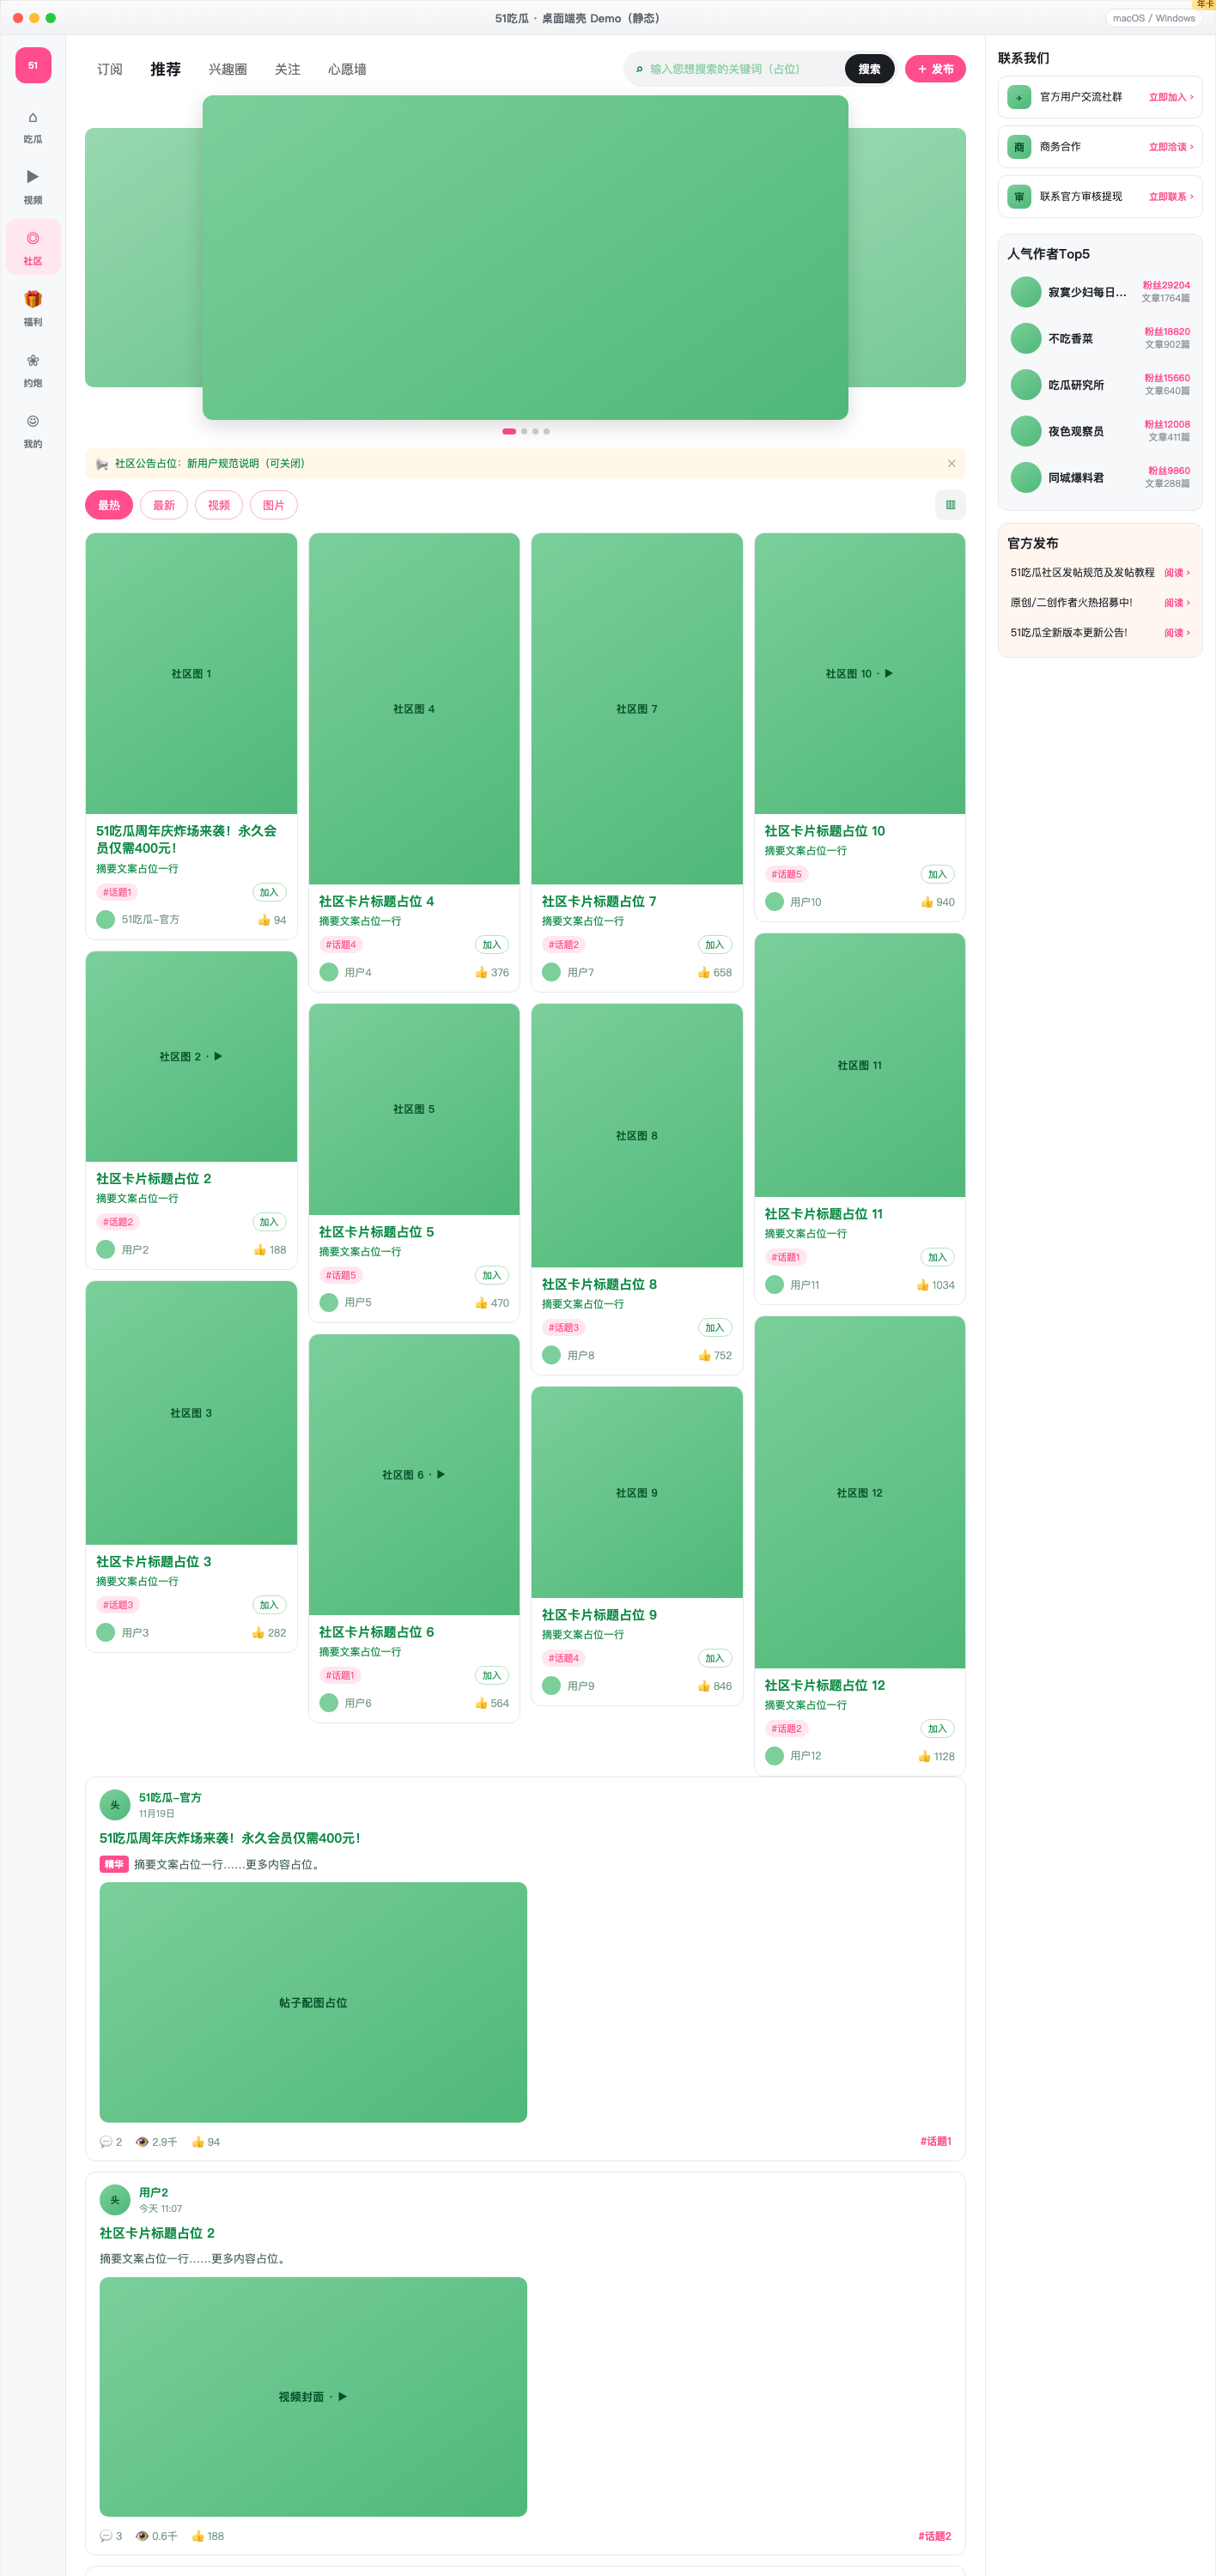 51吃瓜 · 桌面端壳 Demo（静态）
年卡
macOS / Windows
51
吃瓜
视频
社区
福利
约炮
我的
订阅 推荐 兴趣圈 关注 心愿墙
输入您想搜索的关键词（占位）
搜索
+ 发布
社区公告占位：新用户规范说明（可关闭）
最热 最新 视频 图片
社区图 1
51吃瓜周年庆炸场来袭！永久会
员仅需400元！
摘要文案占位一行
#话题1 加入
51吃瓜-官方 94
社区图 2 · ▶
社区卡片标题占位 2
摘要文案占位一行
#话题2 加入
用户2 188
社区图 3
社区卡片标题占位 3
摘要文案占位一行
#话题3 加入
用户3 282
社区图 4
社区卡片标题占位 4
摘要文案占位一行
#话题4 加入
用户4 376
社区图 5
社区卡片标题占位 5
摘要文案占位一行
#话题5 加入
用户5 470
社区图 6 · ▶
社区卡片标题占位 6
摘要文案占位一行
#话题1 加入
用户6 564
社区图 7
社区卡片标题占位 7
摘要文案占位一行
#话题2 加入
用户7 658
社区图 8
社区卡片标题占位 8
摘要文案占位一行
#话题3 加入
用户8 752
社区图 9
社区卡片标题占位 9
摘要文案占位一行
#话题4 加入
用户9 846
社区图 10 · ▶
社区卡片标题占位 10
摘要文案占位一行
#话题5 加入
用户10 940
社区图 11
社区卡片标题占位 11
摘要文案占位一行
#话题1 加入
用户11 1034
社区图 12
社区卡片标题占位 12
摘要文案占位一行
#话题2 加入
用户12 1128
头 51吃瓜-官方
11月19日
51吃瓜周年庆炸场来袭！永久会员仅需400元！
精华 摘要文案占位一行……更多内容占位。
帖子配图占位
2 2.9千 94 #话题1
头 用户2
今天 11:07
社区卡片标题占位 2
摘要文案占位一行……更多内容占位。
视频封面 · ▶
3 0.6千 188 #话题2
联系我们
官方用户交流社群 立即加入 ›
商 商务合作 立即洽谈 ›
审 联系官方审核提现 立即联系 ›
人气作者Top5
寂寞少妇每日… 粉丝29204
文章1764篇
不吃香菜 粉丝18820
文章902篇
吃瓜研究所 粉丝15660
文章640篇
夜色观察员 粉丝12008
文章411篇
同城爆料君 粉丝9860
文章288篇
官方发布
51吃瓜社区发帖规范及发帖教程 阅读 ›
原创/二创作者火热招募中! 阅读 ›
51吃瓜全新版本更新公告! 阅读 ›